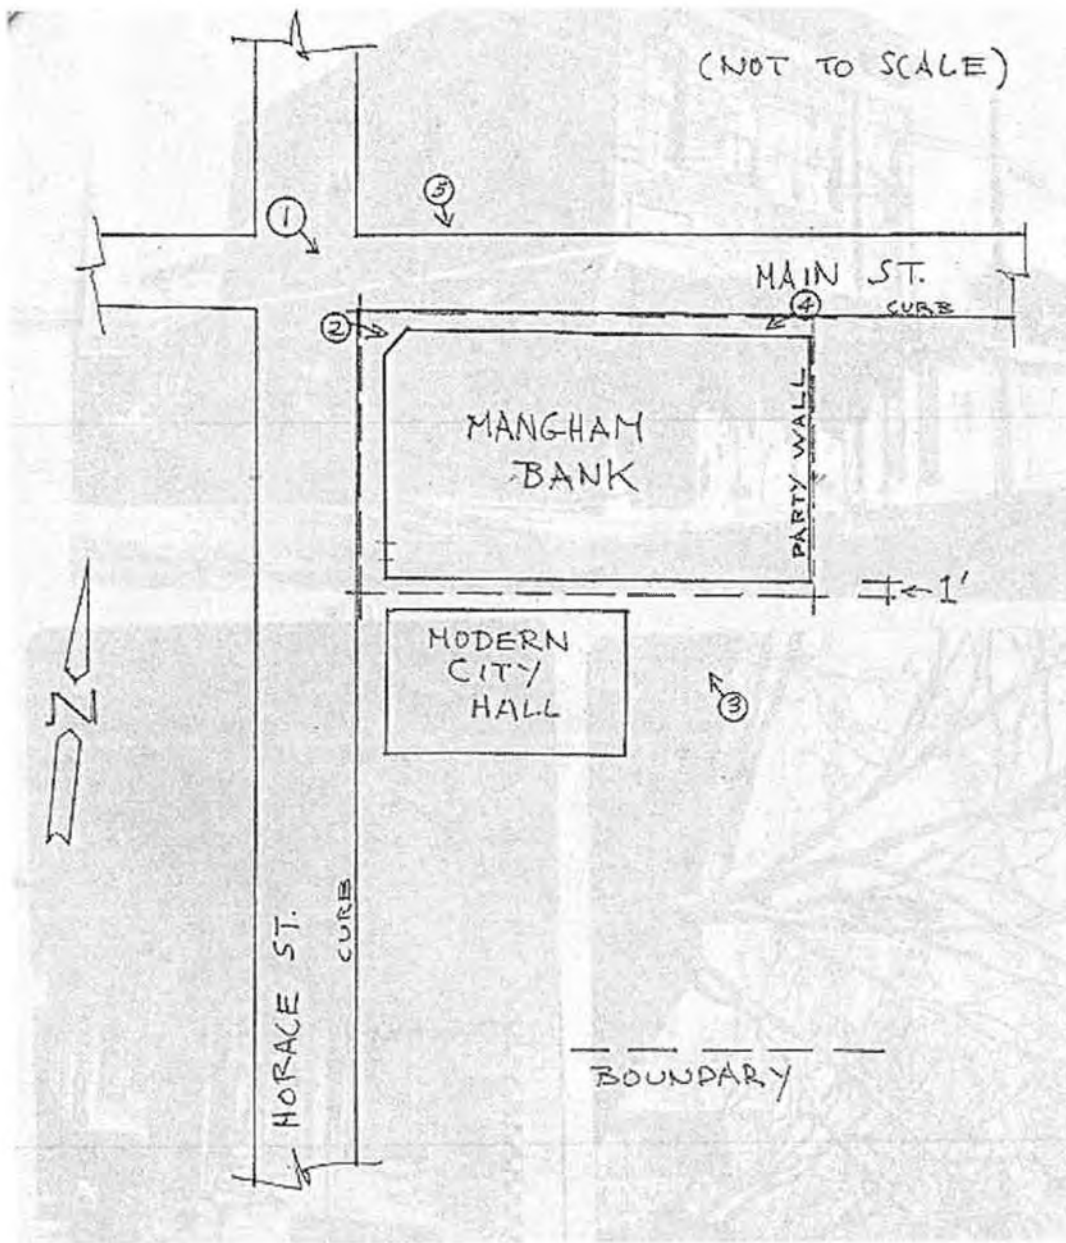 (NOT TO SCALE)
5
1
MAIN ST.
4
CURB
2
MANGHAM
BANK
PARTY WALL
1'
MODERN
CITY
HALL
3
N
CURB
HORACE ST.
BOUNDARY